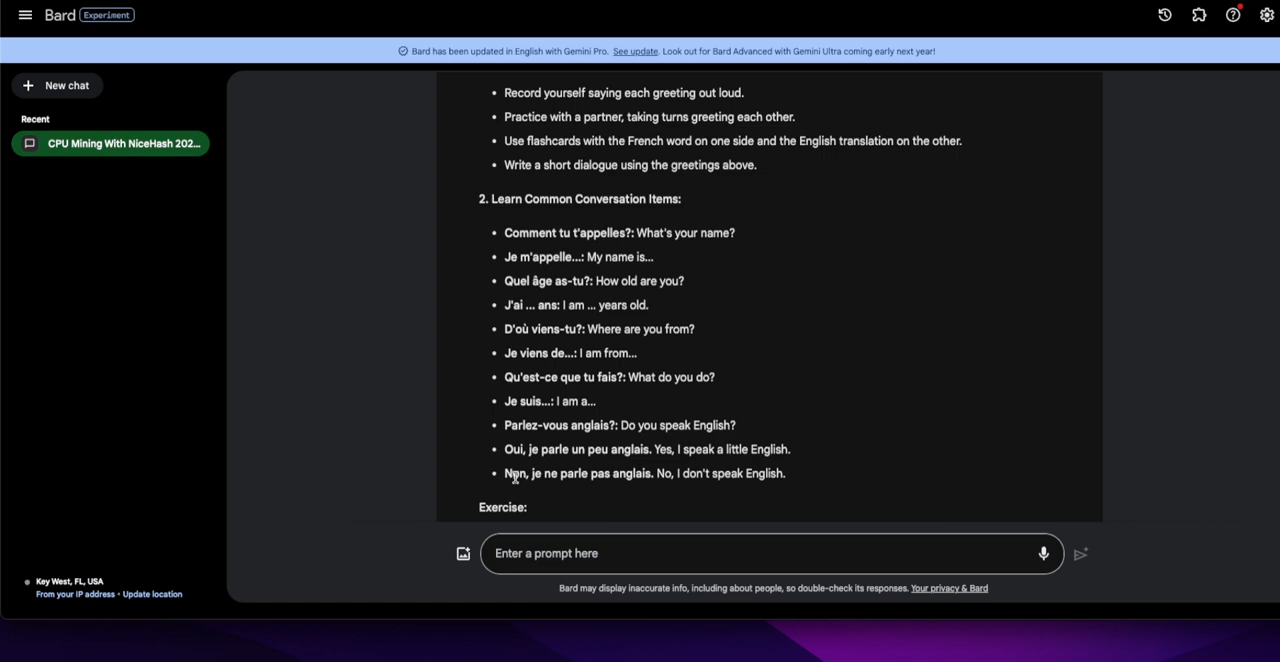 Bard Experiment
Bard has been updated in English with Gemini Pro. See update. Look out for Bard Advanced with Gemini Ultra coming early next year!
New chat
Recent
CPU Mining With NiceHash 202...
• Record yourself saying each greeting out loud.
• Practice with a partner, taking turns greeting each other.
• Use flashcards with the French word on one side and the English translation on the other.
• Write a short dialogue using the greetings above.
2. Learn Common Conversation Items:
• Comment tu t'appelles?: What's your name?
• Je m'appelle...: My name is...
• Quel âge as-tu?: How old are you?
• J'ai ... ans: I am ... years old.
• D'où viens-tu?: Where are you from?
• Je viens de...: I am from...
• Qu'est-ce que tu fais?: What do you do?
• Je suis...: I am a...
• Parlez-vous anglais?: Do you speak English?
• Oui, je parle un peu anglais. Yes, I speak a little English.
• Non, je ne parle pas anglais. No, I don't speak English.
Exercise:
Enter a prompt here
Bard may display inaccurate info, including about people, so double-check its responses. Your privacy & Bard
Key West, FL, USA
From your IP address • Update location